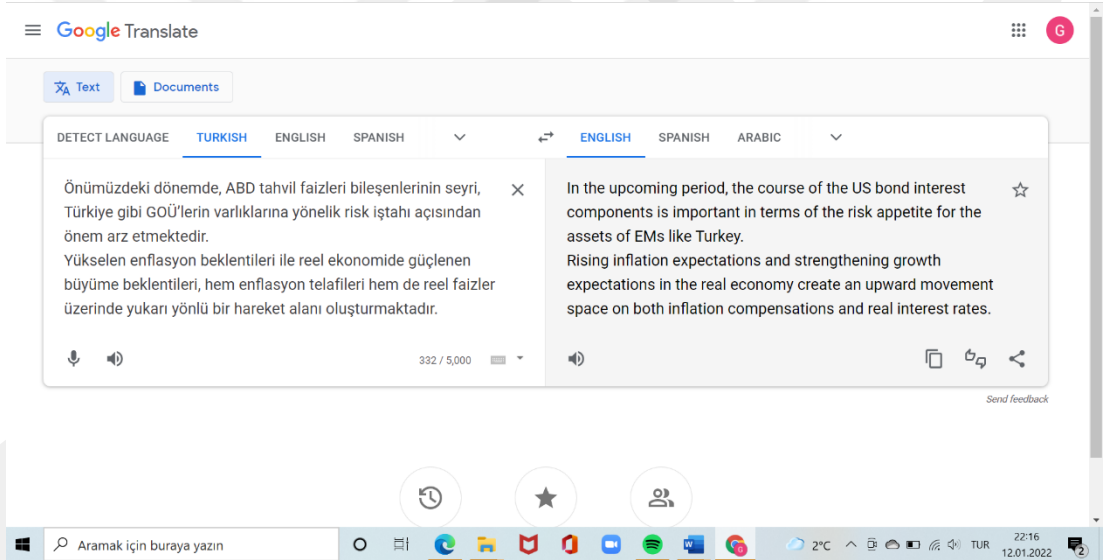 Google Translate
G
Text
Documents
DETECT LANGUAGE TURKISH ENGLISH SPANISH ENGLISH SPANISH ARABIC
Önümüzdeki dönemde, ABD tahvil faizleri bileşenlerinin seyri,
Türkiye gibi GOÜ’lerin varlıklarına yönelik risk iştahı açısından
önem arz etmektedir.
Yükselen enflasyon beklentileri ile reel ekonomide güçlenen
büyüme beklentileri, hem enflasyon telafileri hem de reel faizler
üzerinde yukarı yönlü bir hareket alanı oluşturmaktadır.
332 / 5,000
In the upcoming period, the course of the US bond interest
components is important in terms of the risk appetite for the
assets of EMs like Turkey.
Rising inflation expectations and strengthening growth
expectations in the real economy create an upward movement
space on both inflation compensations and real interest rates.
Send feedback
Aramak için buraya yazın
2°C
TUR
22:16
12.01.2022
2